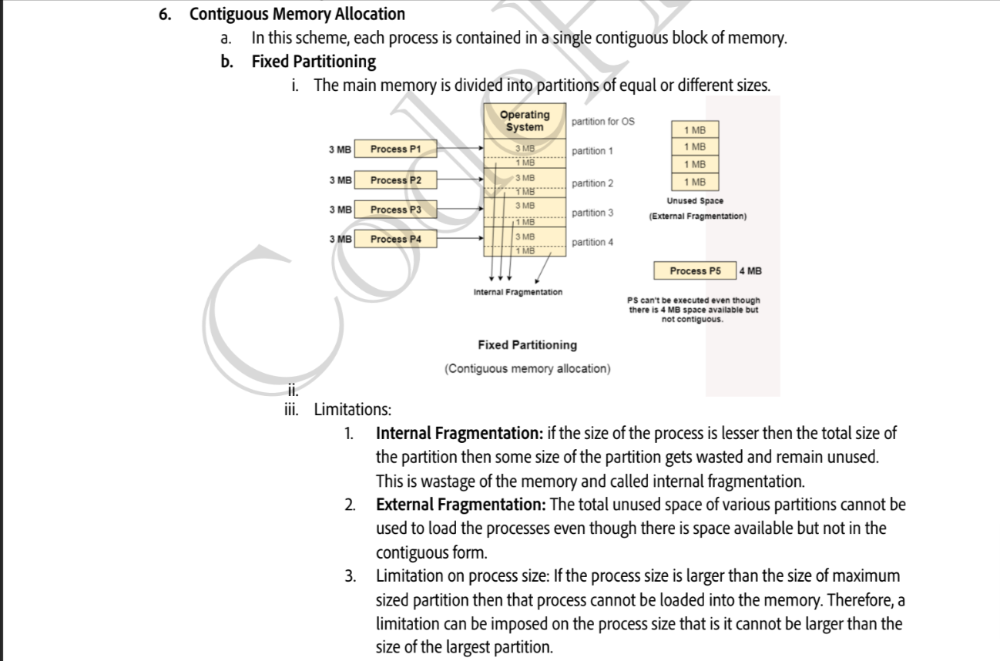 6. Contiguous Memory Allocation
a. In this scheme, each process is contained in a single contiguous block of memory.
b. Fixed Partitioning
i. The main memory is divided into partitions of equal or different sizes.
Operating
System
partition for OS
3 MB Process P1
3 MB
1 MB
partition 1
3 MB Process P2
3 MB
1 MB
partition 2
3 MB Process P3
3 MB
1 MB
partition 3
3 MB Process P4
3 MB
1 MB
partition 4
Internal Fragmentation
1 MB
1 MB
1 MB
1 MB
Unused Space
(External Fragmentation)
Process P5 4 MB
PS can't be executed even though
there is 4 MB space available but
not contiguous.
Fixed Partitioning
(Contiguous memory allocation)
ii.
iii. Limitations:
1. Internal Fragmentation: if the size of the process is lesser then the total size of
the partition then some size of the partition gets wasted and remain unused.
This is wastage of the memory and called internal fragmentation.
2. External Fragmentation: The total unused space of various partitions cannot be
used to load the processes even though there is space available but not in the
contiguous form.
3. Limitation on process size: If the process size is larger than the size of maximum
sized partition then that process cannot be loaded into the memory. Therefore, a
limitation can be imposed on the process size that is it cannot be larger than the
size of the largest partition.